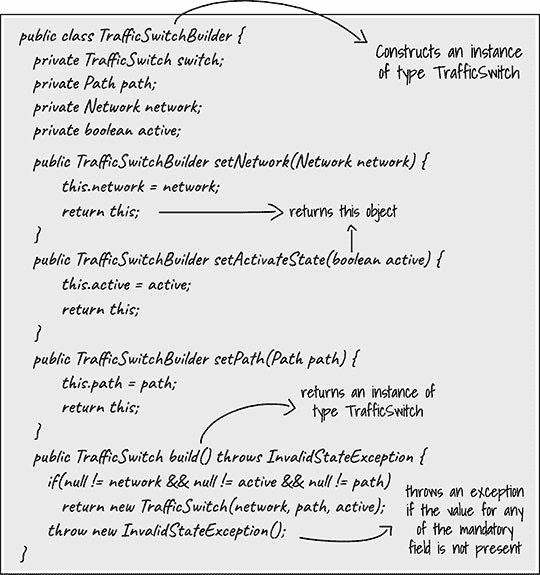 public class TrafficSwitchBuilder {
Constructs an instance
of type TrafficSwitch
private TrafficSwitch switch;
private Path path;
private Network network;
private boolean active;
public TrafficSwitchBuilder setNetwork(Network network) {
this.network = network;
return this;
returns this object
}
public TrafficSwitchBuilder setActivateState(boolean active) {
this.active = active;
return this;
}
public TrafficSwitchBuilder setPath(Path path) {
this.path = path;
return this;
returns an instance of
type TrafficSwitch
}
public TrafficSwitch build() throws InvalidStateException {
if(null != network && null != active && null != path)
return new TrafficSwitch(network, path, active);
throw new InvalidStateException();
throws an exception
if the value for any
of the mandatory
field is not present
}